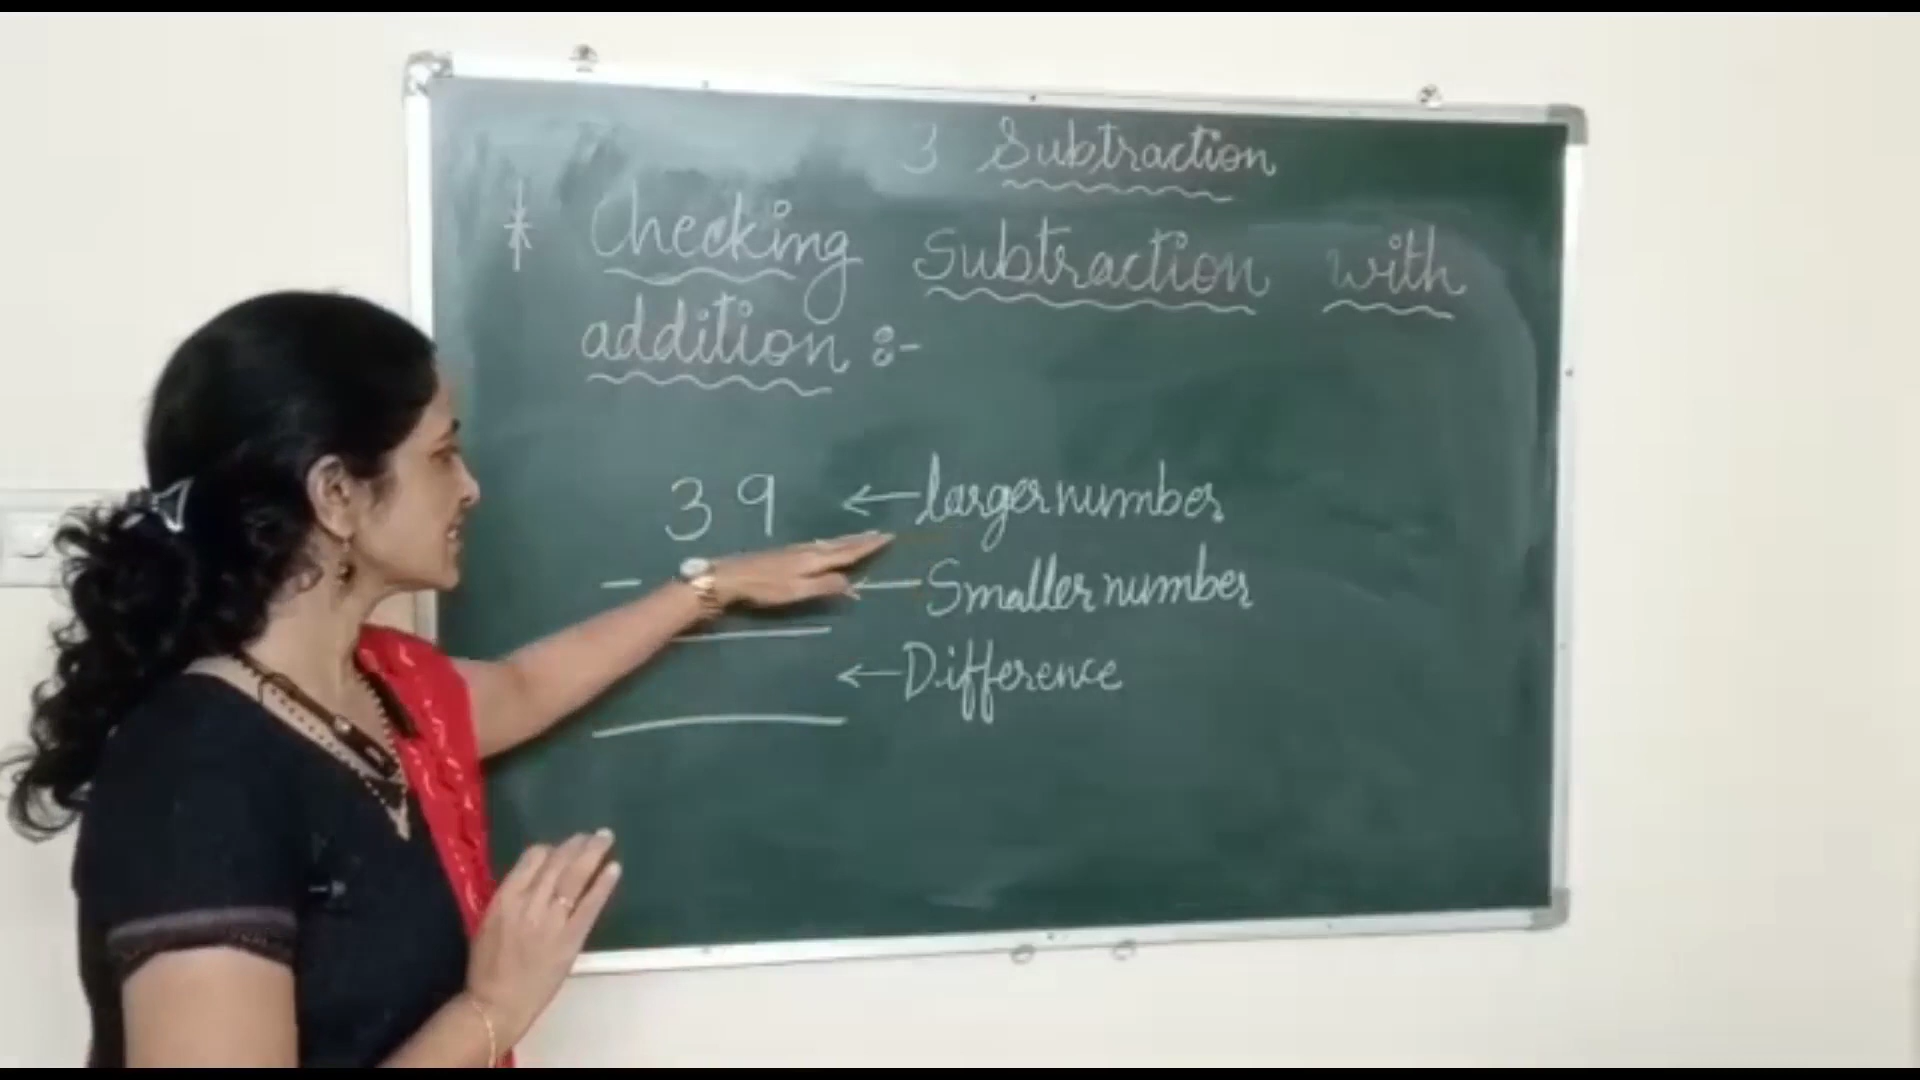 3 Subtraction
* Checking Subtraction with
addition :-
39 ← larger number
- ← Smaller number
← Difference